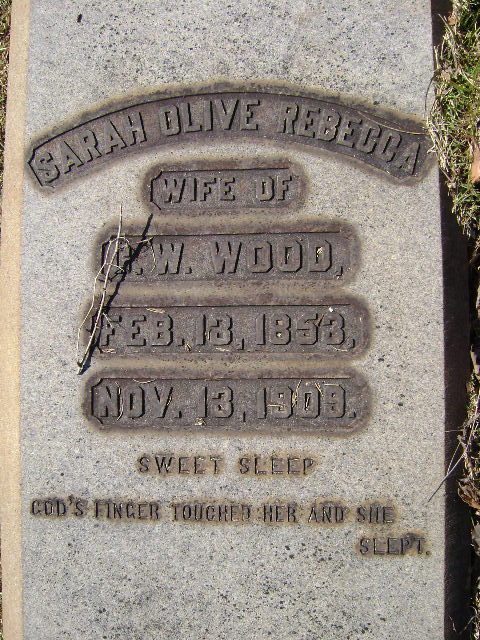 SARAH OLIVE REBECCA
WIFE OF
W. WOOD,
FEB. 13, 1853,
NOV. 13, 1909.
SWEET SLEEP
GOD'S FINGER TOUCHED HER AND SHE
SLEPT.